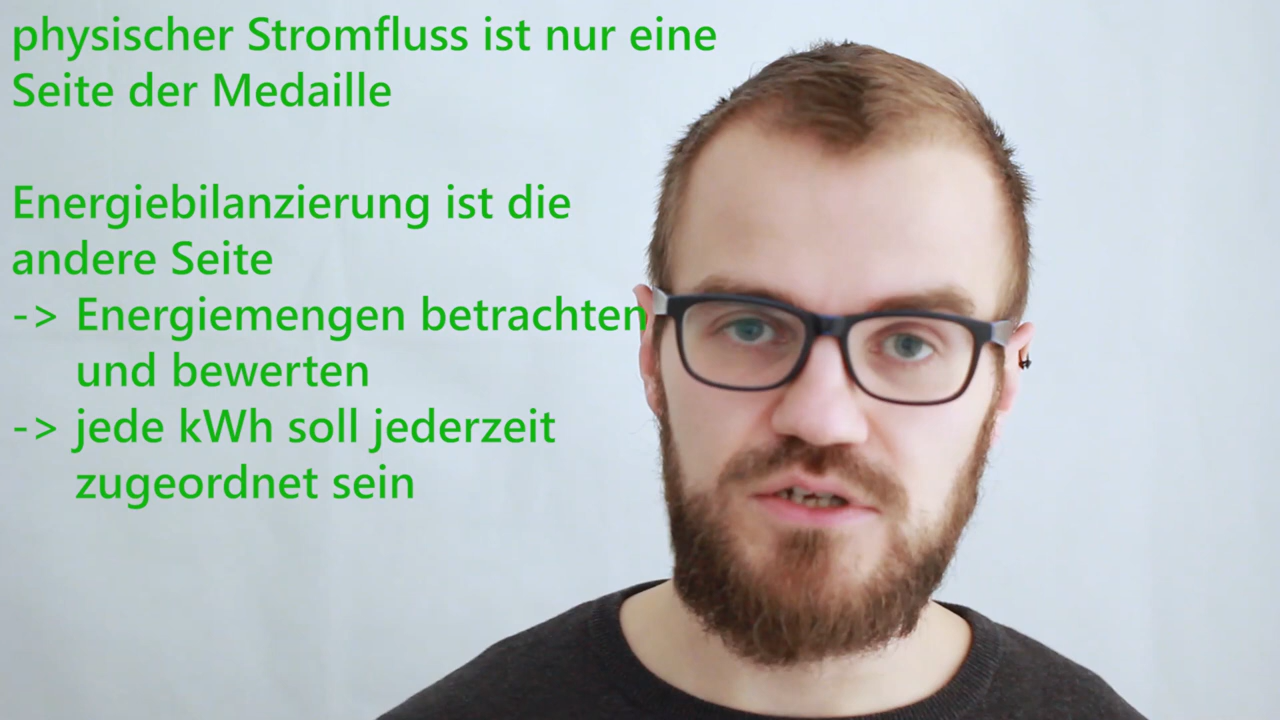 physischer Stromfluss ist nur eine
Seite der Medaille
Energiebilanzierung ist die
andere Seite
-> Energiemengen betrachten
und bewerten
-> jede kWh soll jederzeit
zugeordnet sein